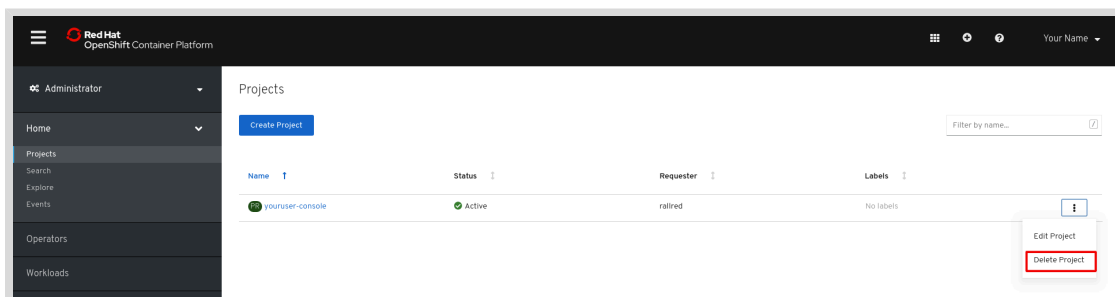 Red Hat
OpenShift Container Platform
Your Name
Administrator
Projects
Home
Create Project
Filter by name...
/
Projects
Search
Explore
Events
Name
Status
Requester
Labels
PR youruser-console
Active
rallred
No labels
Edit Project
Delete Project
Operators
Workloads